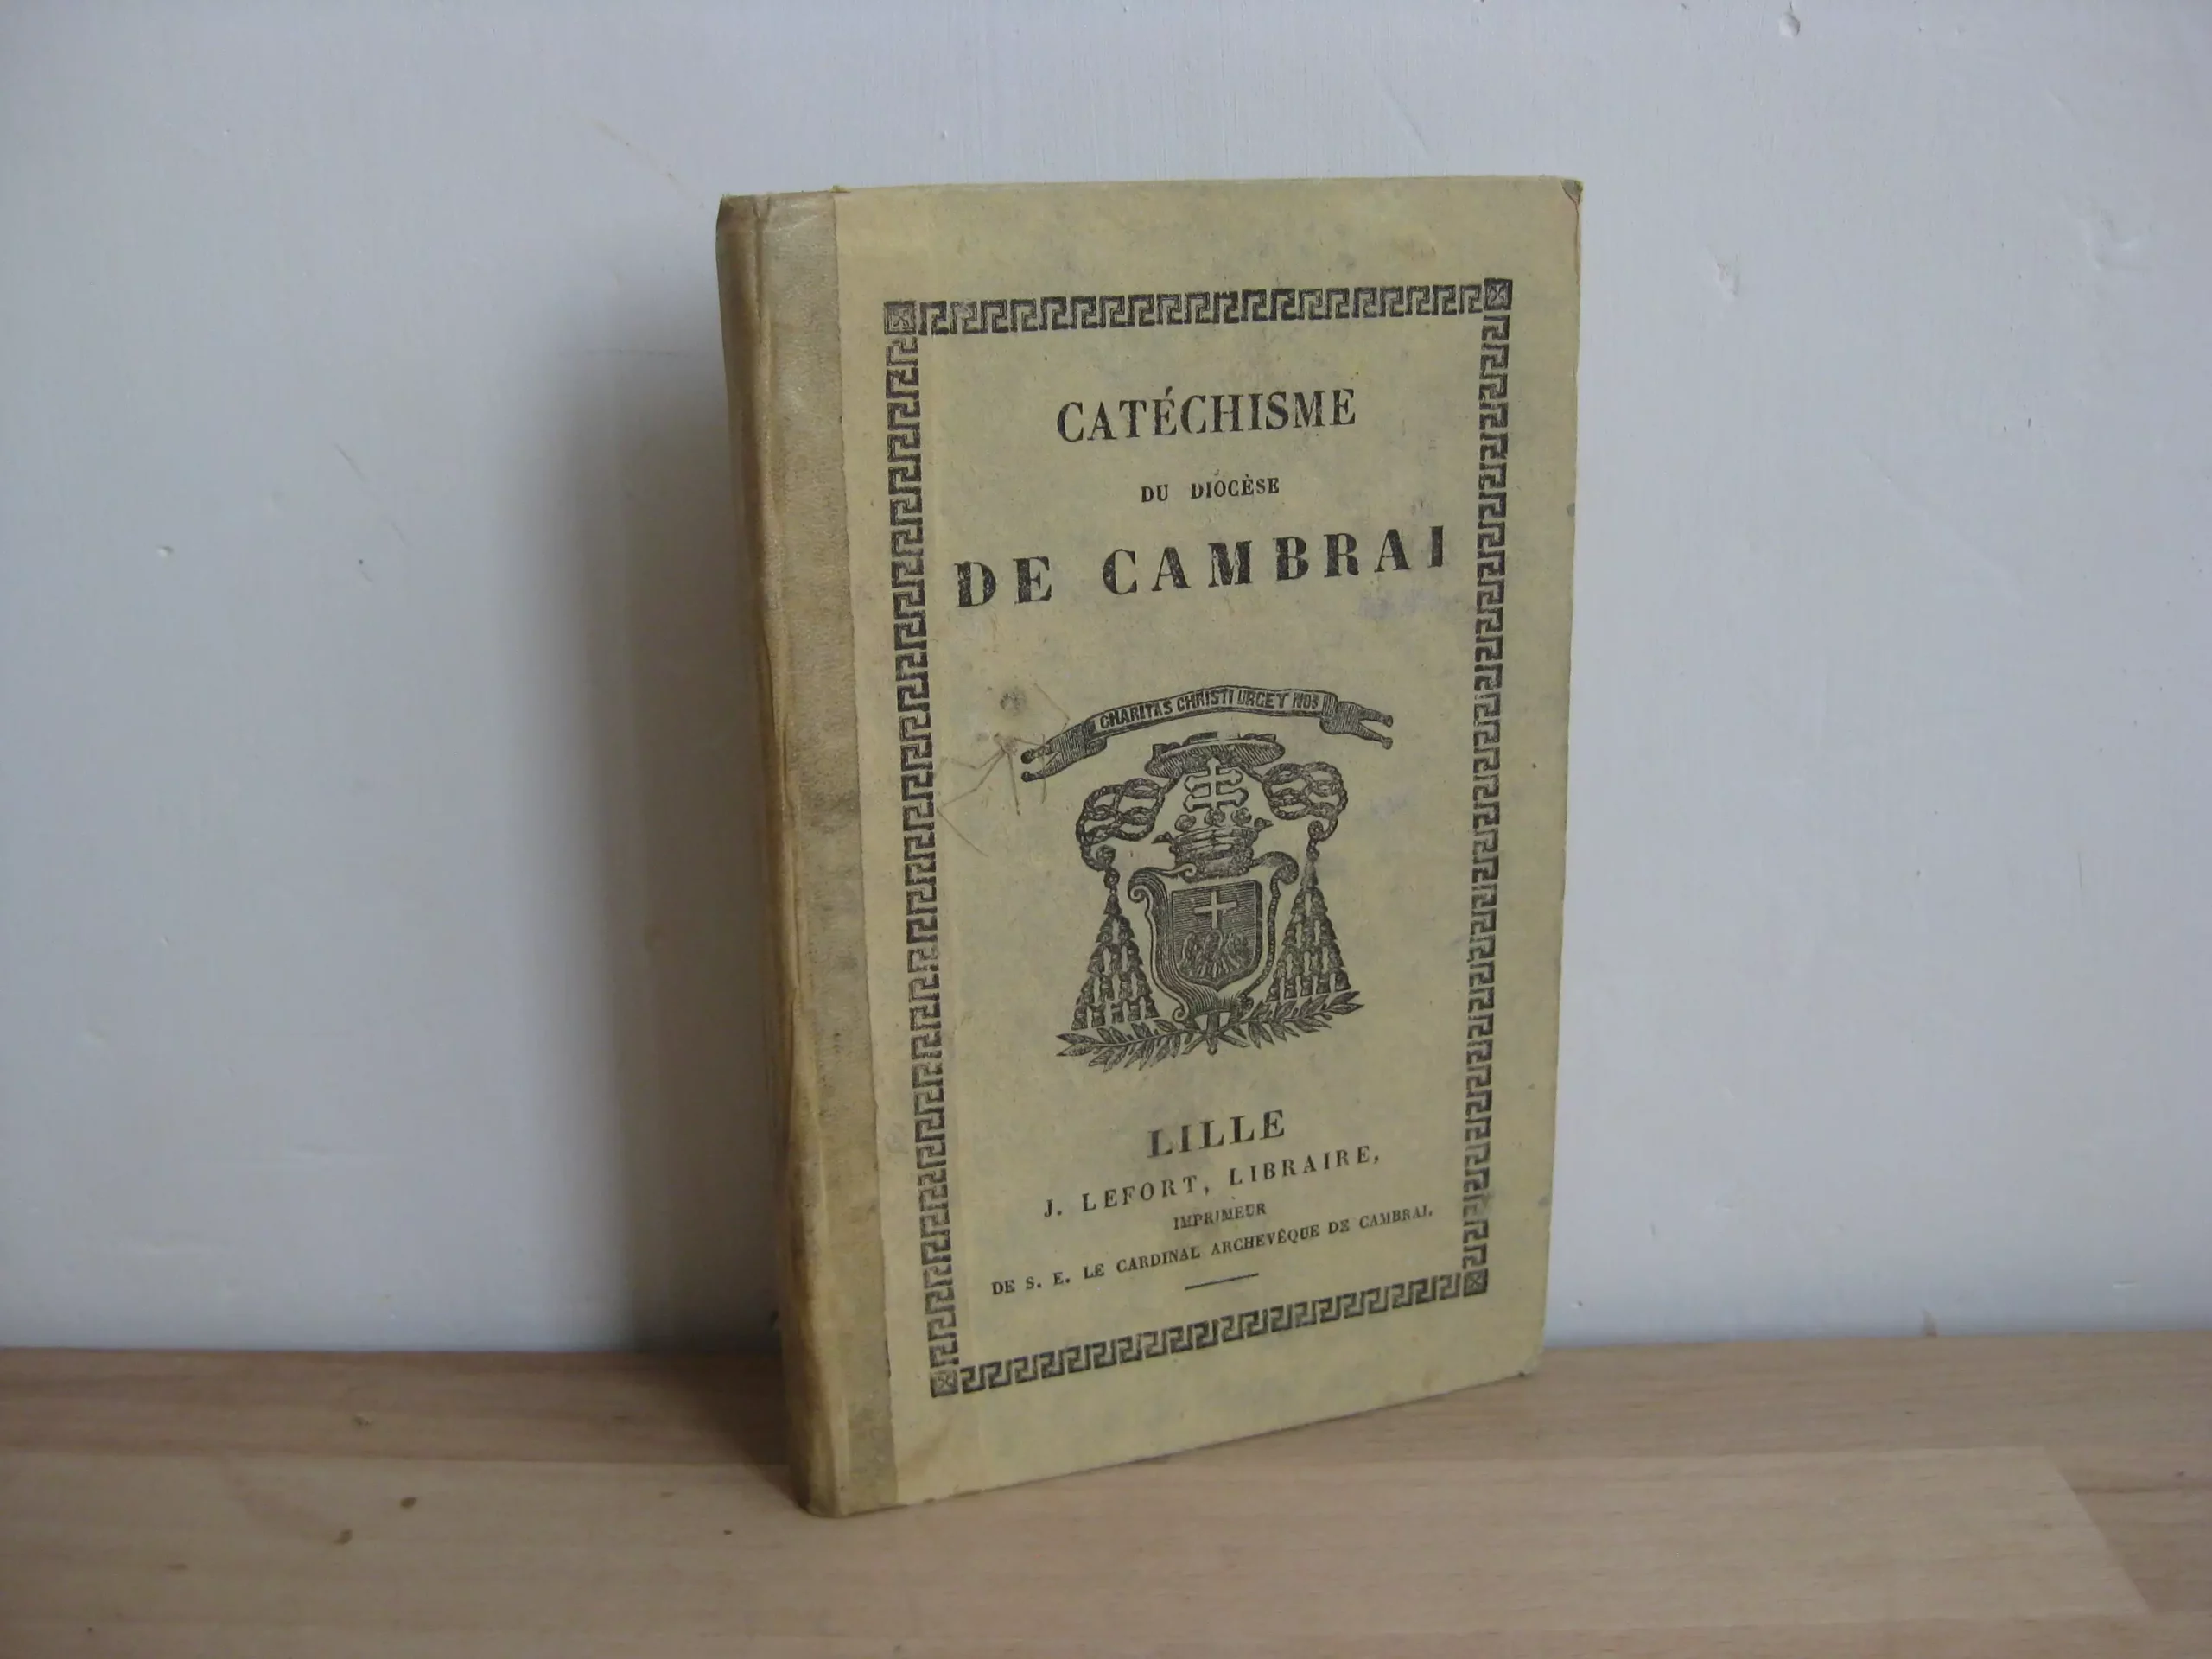 CATÉCHISME
DU DIOCÈSE
DE CAMBRAI
CHARITAS CHRISTI URGET NOS
LILLE
J. LEFORT, LIBRAIRE,
IMPRIMEUR
DE S. E. LE CARDINAL ARCHEVÊQUE DE CAMBRAI.